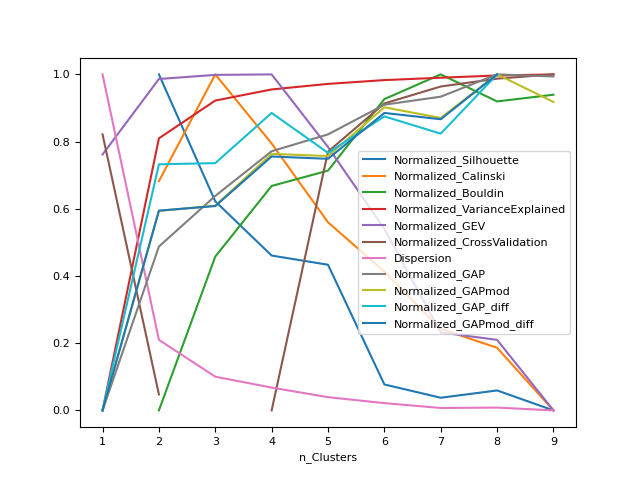 1.0
0.8
0.6
0.4
0.2
0.0
Normalized_Silhouette
Normalized_Calinski
Normalized_Bouldin
Normalized_VarianceExplained
Normalized_GEV
Normalized_CrossValidation
Dispersion
Normalized_GAP
Normalized_GAPmod
Normalized_GAP_diff
Normalized_GAPmod_diff
1 2 3 4 5 6 7 8 9
n_Clusters